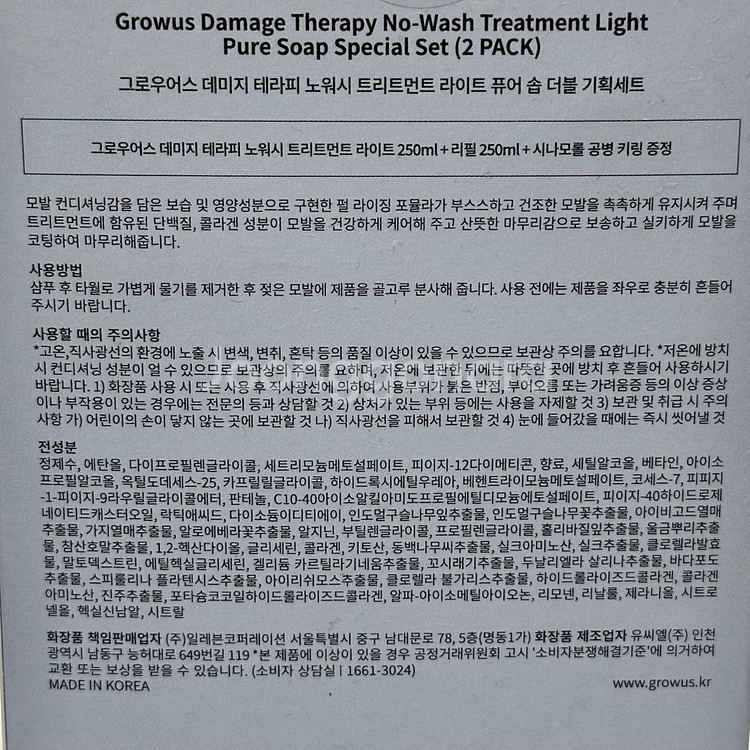 Growus Damage Therapy No-Wash Treatment Light
Pure Soap Special Set (2 PACK)
그로우어스 데미지 테라피 노워시 트리트먼트 라이트 퓨어 솝 더블 기획세트
그로우어스 데미지 테라피 노워시 트리트먼트 라이트 250ml + 리필 250ml + 시나모롤 공병 키링 증정
모발 컨디셔닝감을 담은 보습 및 영양성분으로 구현한 펄 라이징 포뮬라가 부스스하고 건조한 모발을 촉촉하게 유지시켜 주며
트리트먼트에 함유된 단백질, 콜라겐 성분이 모발을 건강하게 케어해 주고 산뜻한 마무리감으로 보송하고 실키하게 모발을
코팅하여 마무리해줍니다.
사용방법
샴푸 후 타월로 가볍게 물기를 제거한 후 젖은 모발에 제품을 골고루 분사해 줍니다. 사용 전에는 제품을 좌우로 충분히 흔들어
주시기 바랍니다.
사용할 때의 주의사항
*고온,직사광선의 환경에 노출 시 변색, 변취, 혼탁 등의 품질 이상이 있을 수 있으므로 보관상 주의를 요합니다. *저온에 방치
시 컨디셔닝 성분이 얼 수 있으므로 보관상의 주의를 요하며, 저온에 보관한 뒤에는 따뜻한 곳에 방치 후 흔들어 사용하시기
바랍니다. 1) 화장품 사용 시 또는 사용 후 직사광선에 의하여 사용부위가 붉은 반점, 부어오름 또는 가려움증 등의 이상 증상
이나 부작용이 있는 경우에는 전문의 등과 상담할 것 2) 상처가 있는 부위 등에는 사용을 자제할 것 3) 보관 및 취급 시 주의
사항 가) 어린이의 손이 닿지 않는 곳에 보관할 것 나) 직사광선을 피해서 보관할 것 4) 눈에 들어갔을 때에는 즉시 씻어낼 것
전성분
정제수, 에탄올, 다이프로필렌글라이콜, 세트리모늄메토설페이트, 피이지-12다이메티콘, 향료, 세틸알코올, 베타인, 아이소
프로필알코올, 옥틸도데세스-25, 카프릴릴글라이콜, 하이드록시에틸우레아, 베헨트라이모늄메토설페이트, 코세스-7, 피피지
-1-피이지-9라우릴글라이콜에터, 판테놀, C10-40아이소알킬아미도프로필에틸디모늄에토설페이트, 피이지-40하이드로제
네이티드캐스터오일, 락틱애씨드, 다이소듐이디티에이, 인도멀구슬나무잎추출물, 인도멀구슬나무꽃추출물, 아이비고드열매
추출물, 가지열매추출물, 알로에베라꽃추출물, 알지닌, 부틸렌글라이콜, 프로필렌글라이콜, 홀리바질잎추출물, 울금뿌리추출
물, 참산호말추출물, 1,2-헥산다이올, 글리세린, 콜라겐, 키토산, 동백나무씨추출물, 실크아미노산, 실크추출물, 클로렐라발효
물, 말토덱스트린, 에틸헥실글리세린, 겔리듐 카르틸라기네움추출물, 꼬시래기추출물, 두날리엘라 살리나추출물, 바다포도
추출물, 스피룰리나 플라텐시스추출물, 아이리쉬모스추출물, 클로렐라 불가리스추출물, 하이드롤라이즈드콜라겐, 콜라겐
아미노산, 진주추출물, 포타슘코코일하이드롤라이즈드콜라겐, 알파-아이소메틸아이오논, 리모넨, 리날룰, 제라니올, 시트로
넬올, 헥실신남알, 시트랄
화장품 책임판매업자 (주)일레븐코퍼레이션 서울특별시 중구 남대문로 78, 5층(명동1가) 화장품 제조업자 유씨엘(주) 인천
광역시 남동구 능허대로 649번길 119 *본 제품에 이상이 있을 경우 공정거래위원회 고시 '소비자분쟁해결기준'에 의거하여
교환 또는 보상을 받을 수 있습니다. (소비자 상담실 | 1661-3024)
MADE IN KOREA
www.growus.kr